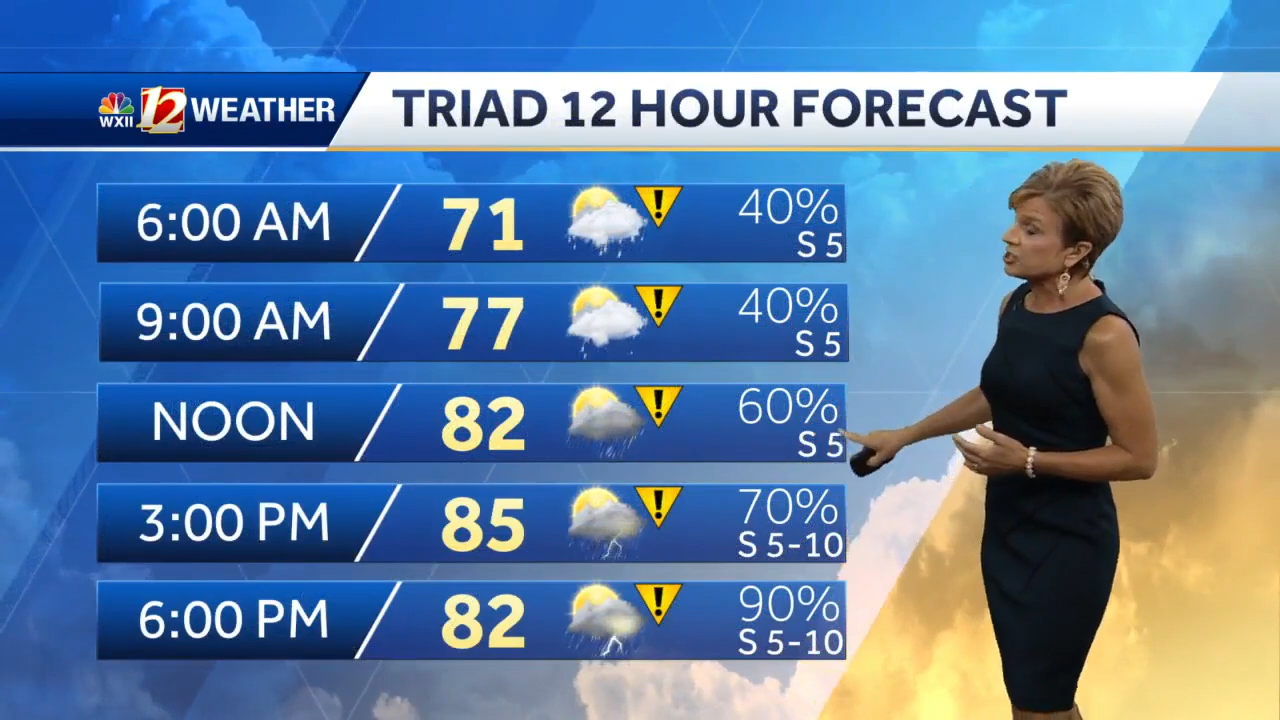 WXII 12 WEATHER
TRIAD 12 HOUR FORECAST
6:00 AM 71 ! 40%
S 5
9:00 AM 77 ! 40%
S 5
NOON 82 ! 60%
S 5
3:00 PM 85 ! 70%
S 5-10
6:00 PM 82 ! 90%
S 5-10